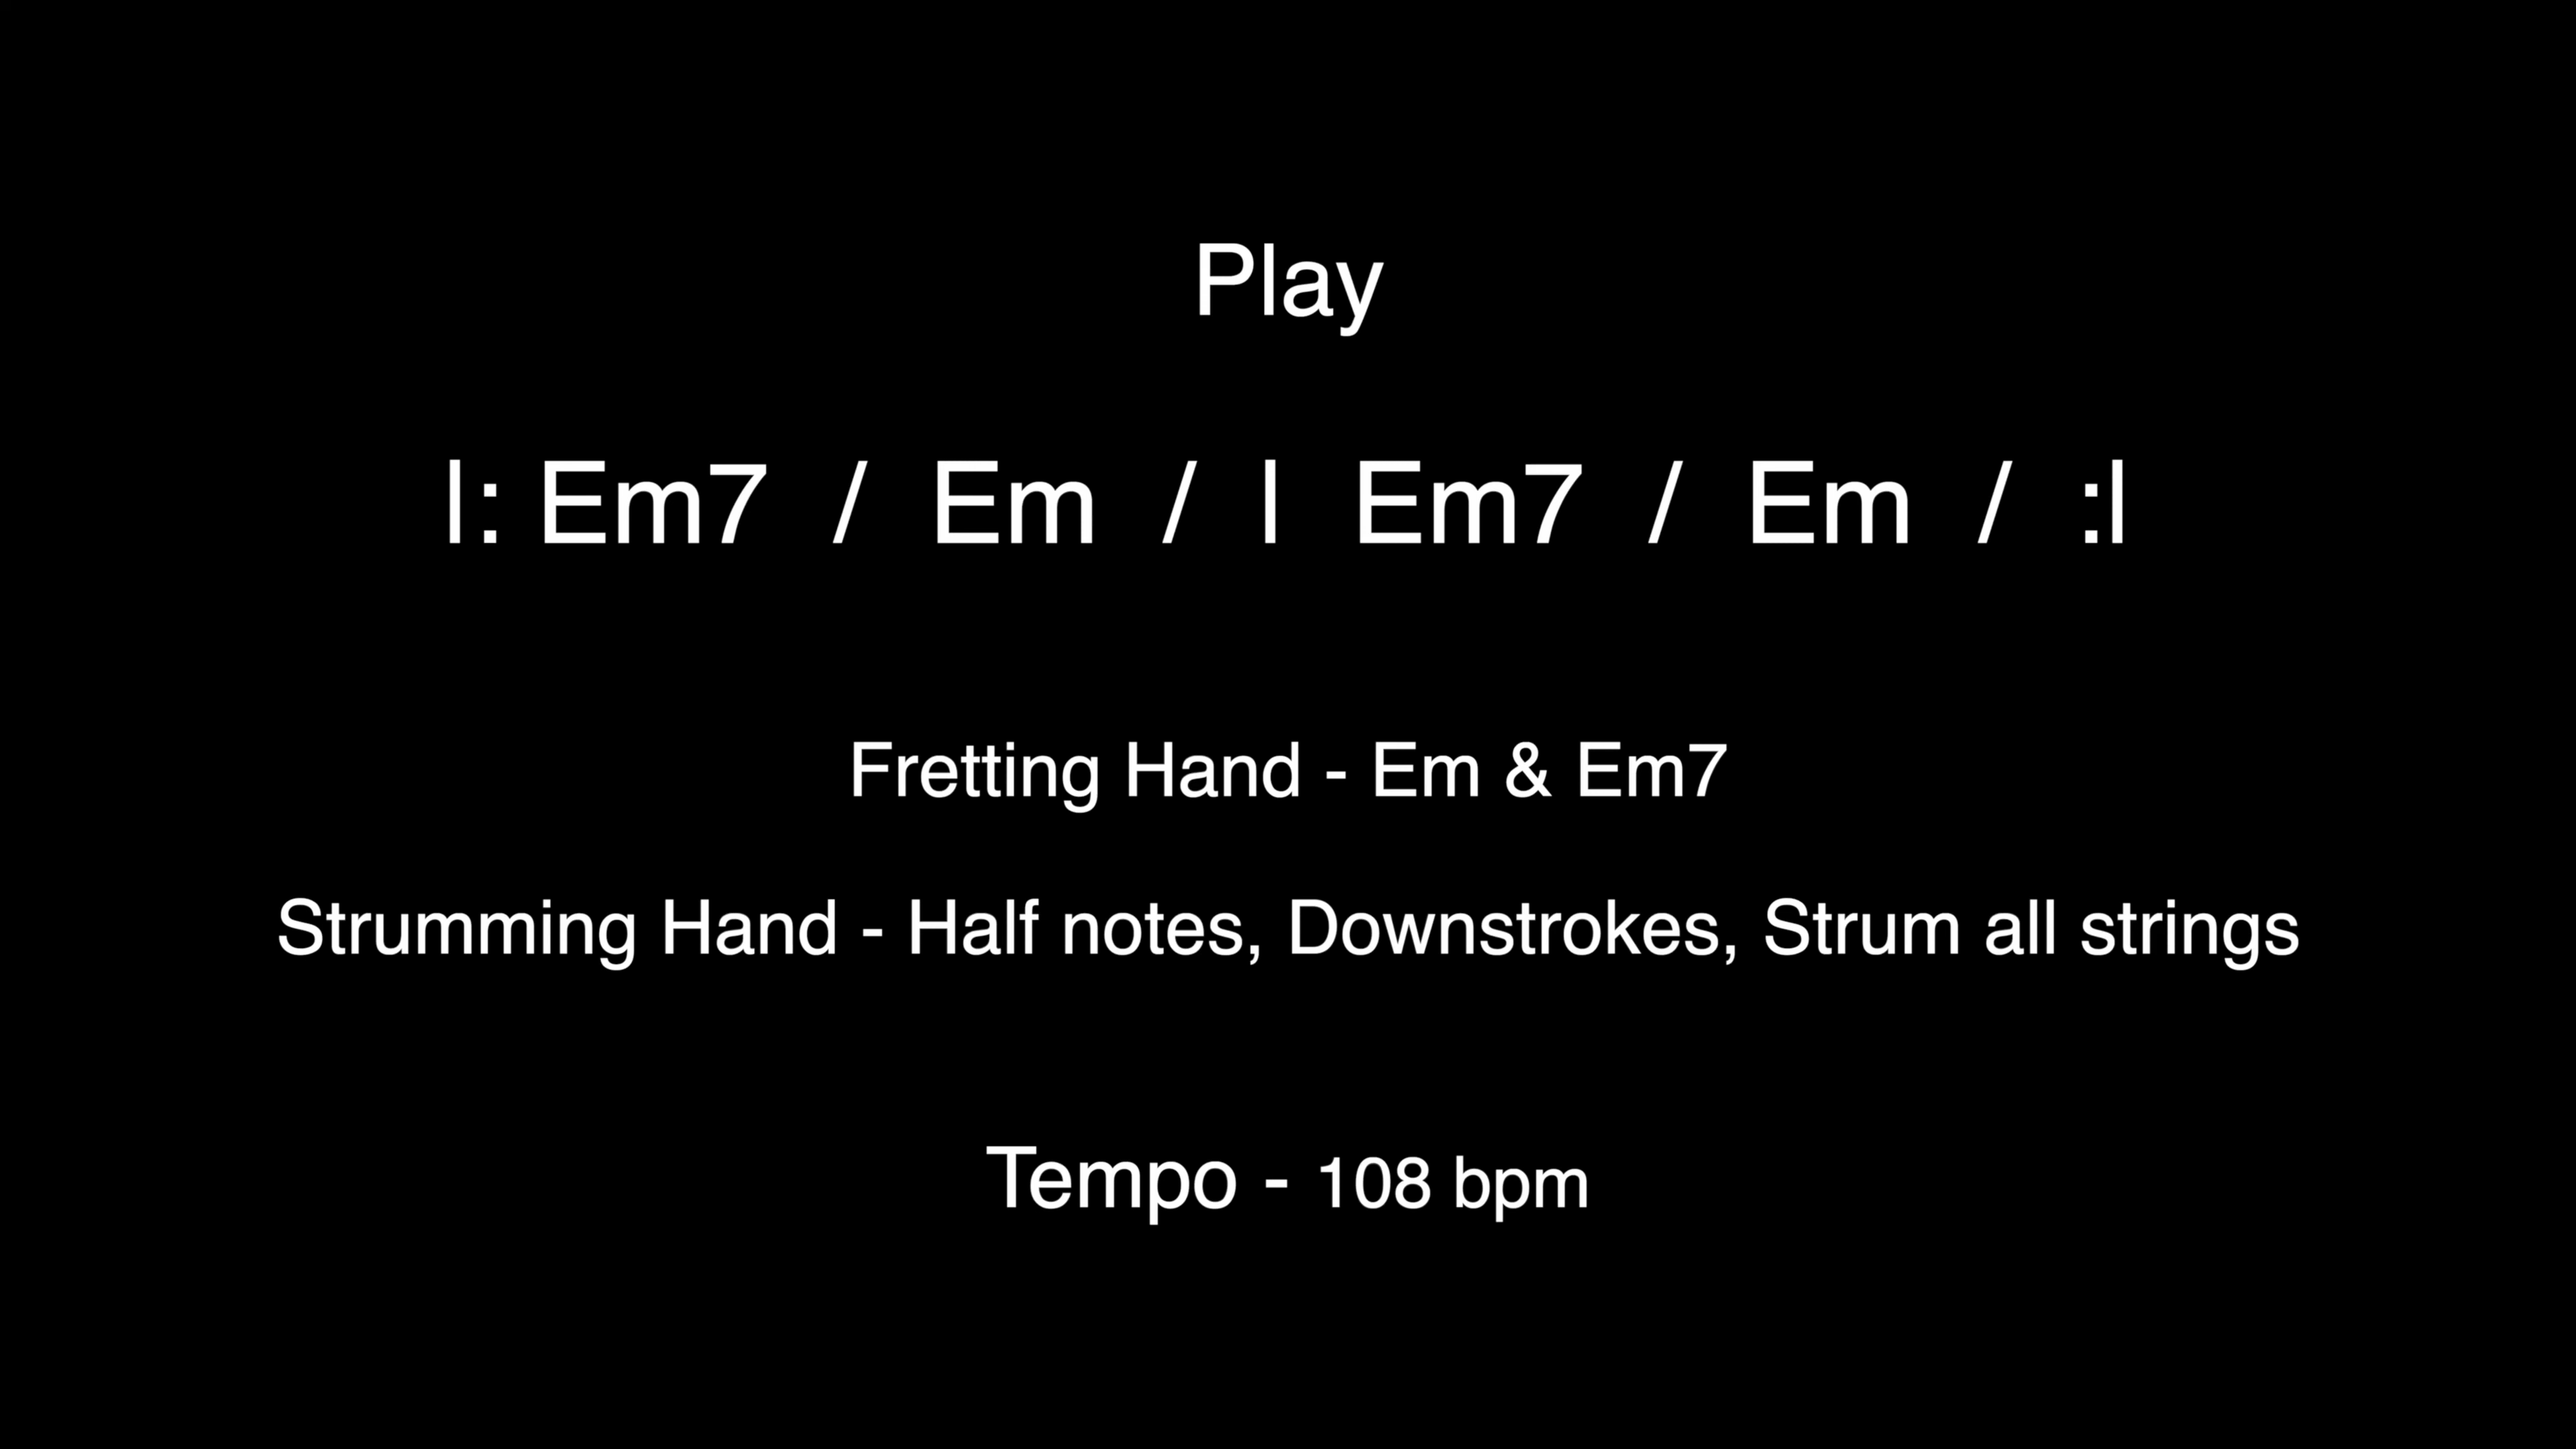 Play
|: Em7 / Em / | Em7 / Em / :|
Fretting Hand - Em & Em7
Strumming Hand - Half notes, Downstrokes, Strum all strings
Tempo - 108 bpm